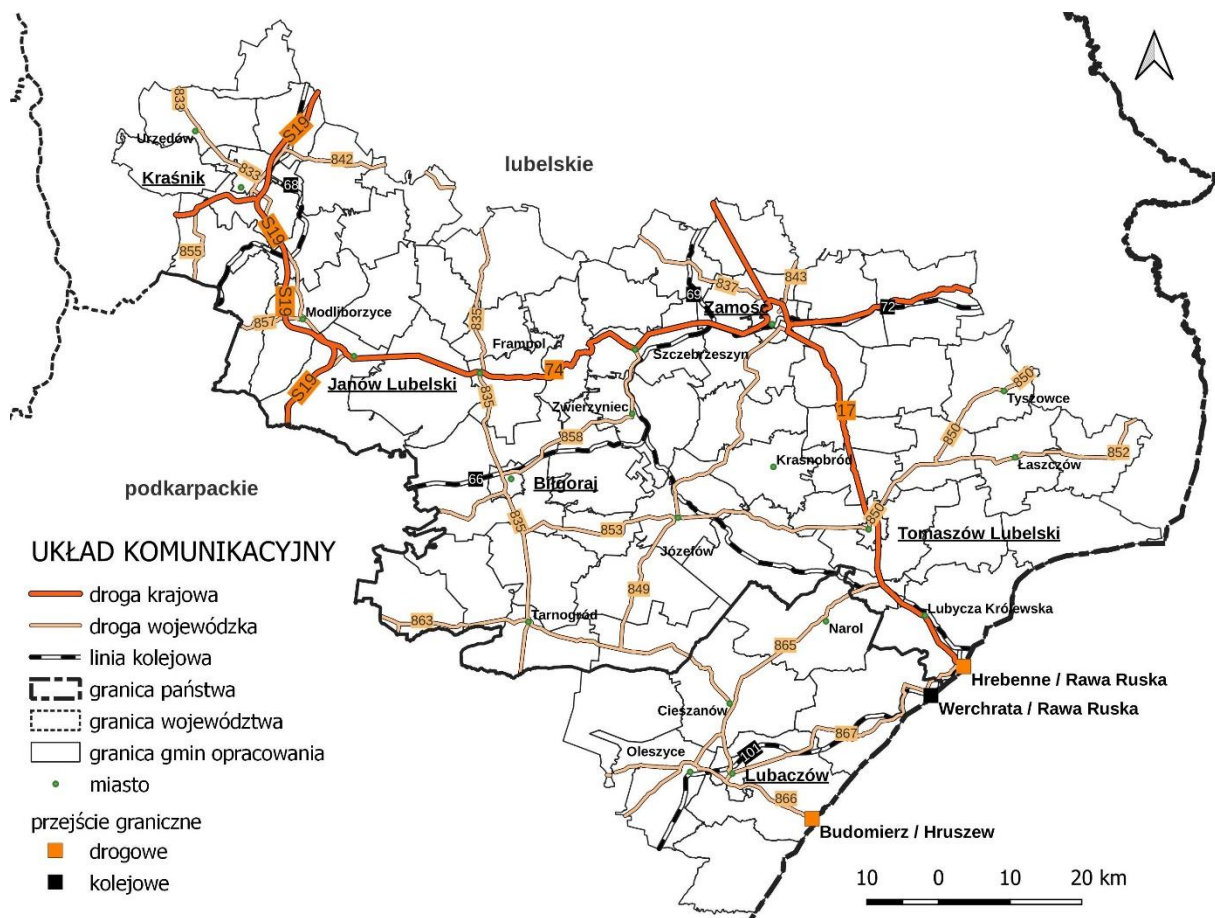 833
Urzędów
S19
842
lubelskie
833
Kraśnik
68
S19
855
837
843
69
Zamość
72
S19
857
Modliborzyce
835
Frampol
Szczebrzeszyn
74
Janów Lubelski
S19
835
850
Tyszowce
17
Zwierzyniec
858
850
852
Krasnobród
Łaszczów
66
Biłgoraj
podkarpackie
835
853
850
Tomaszów Lubelski
Józefów
849
863
Tarnogród
Narol
Lubycza Królewska
865
Hrebenne / Rawa Ruska
Werchrata / Rawa Ruska
Cieszanów
867
Oleszyce
101
Lubaczów
866
Budomierz / Hruszew
UKŁAD KOMUNIKACYJNY
droga krajowa
droga wojewódzka
linia kolejowa
granica państwa
granica województwa
granica gmin opracowania
miasto
przejście graniczne
drogowe
kolejowe
10 0 10 20 km